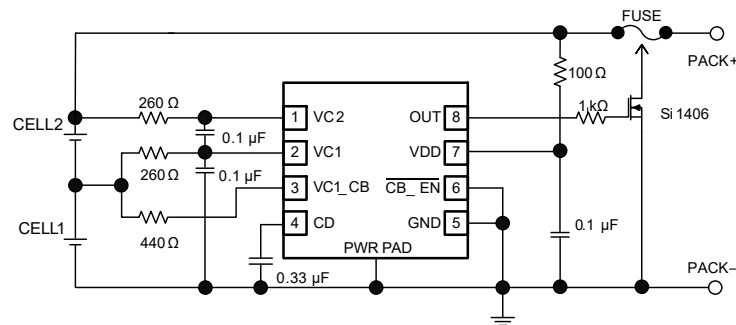 FUSE
PACK+
100 Ω
260 Ω
1 VC2
OUT 8
1 kΩ
Si 1406
CELL2
0.1 µF
2 VC1
VDD 7
260 Ω
0.1 µF
3 VC1_CB
CB_EN 6
CELL1
4 CD
GND 5
0.1 µF
440 Ω
PWR PAD
0.33 µF
PACK–